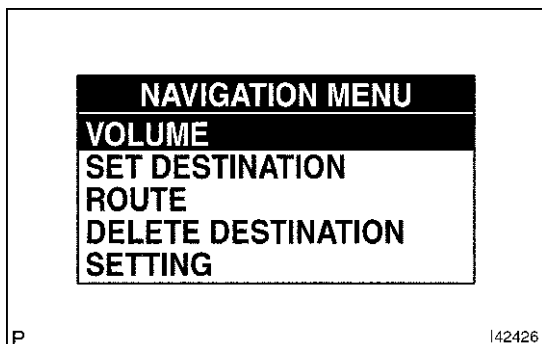 NAVIGATION MENU
VOLUME
SET DESTINATION
ROUTE
DELETE DESTINATION
SETTING
P
I42426